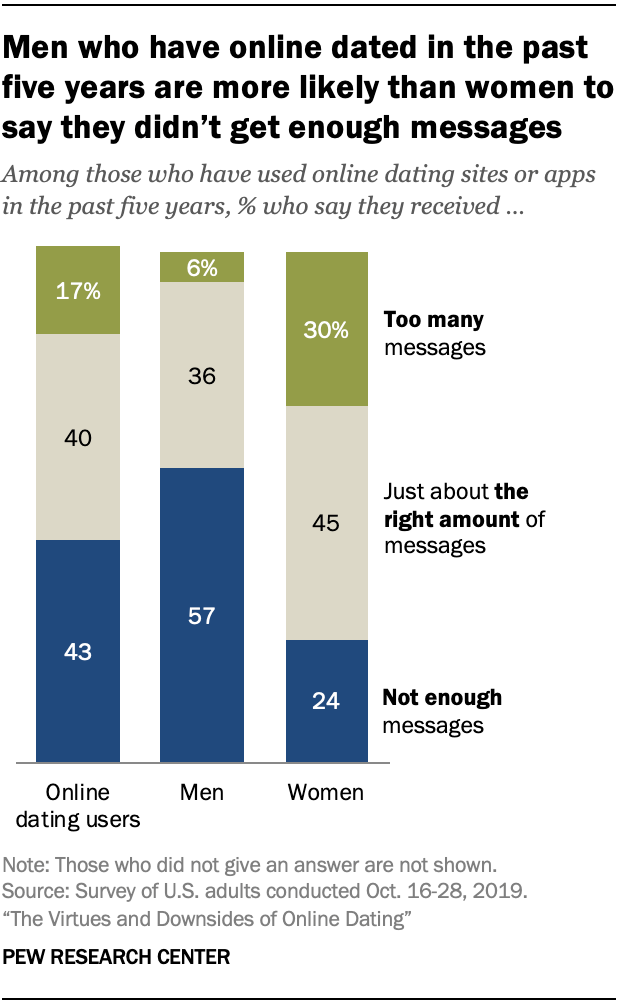 Men who have online dated in the past
five years are more likely than women to
say they didn't get enough messages
Among those who have used online dating sites or apps
in the past five years, % who say they received ...
17%
40
43
6%
36
57
30%
45
24
Too many
messages
Just about the
right amount of
messages
Not enough
messages
Online
dating users
Men
Women
Note: Those who did not give an answer are not shown.
Source: Survey of U.S. adults conducted Oct. 16-28, 2019.
“The Virtues and Downsides of Online Dating”
PEW RESEARCH CENTER